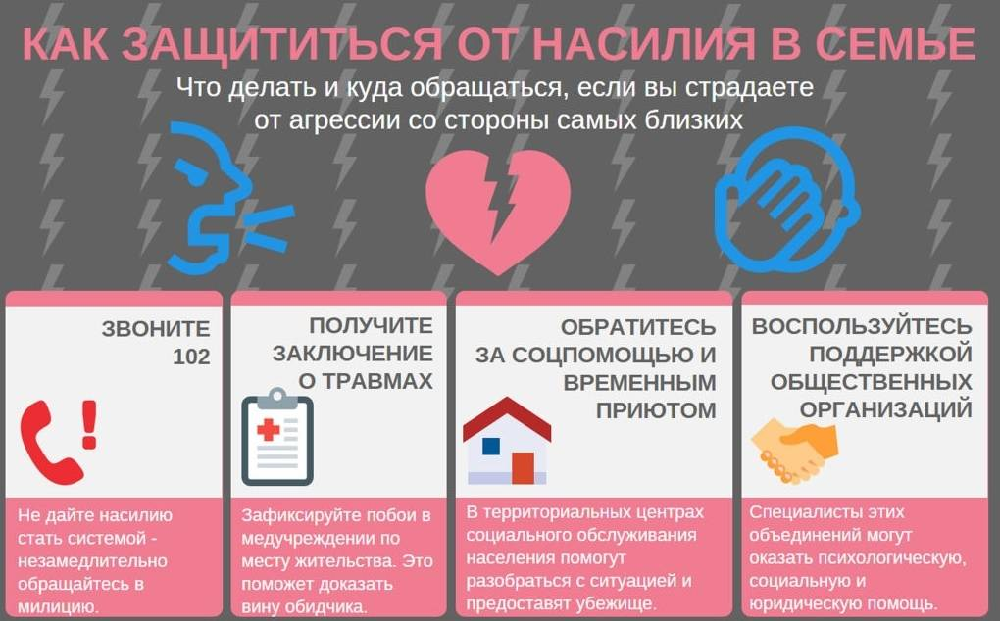 КАК ЗАЩИТИТЬСЯ ОТ НАСИЛИЯ В СЕМЬЕ
Что делать и куда обращаться, если вы страдаете
от агрессии со стороны самых близких
ЗВОНИТЕ
102
Не дайте насилию
стать системой -
незамедлительно
обращайтесь в
милицию.
ПОЛУЧИТЕ
ЗАКЛЮЧЕНИЕ
О ТРАВМАХ
Зафиксируйте побои в
медучреждении по
месту жительства. Это
поможет доказать
вину обидчика.
ОБРАТИТЕСЬ
ЗА СОЦПОМОЩЬЮ И
ВРЕМЕННЫМ
ПРИЮТОМ
В территориальных центрах
социального обслуживания
населения помогут
разобраться с ситуацией и
предоставят убежище.
ВОСПОЛЬЗУЙТЕСЬ
ПОДДЕРЖКОЙ
ОБЩЕСТВЕННЫХ
ОРГАНИЗАЦИЙ
Специалисты этих
объединений могут
оказать психологическую,
социальную и
юридическую помощь.